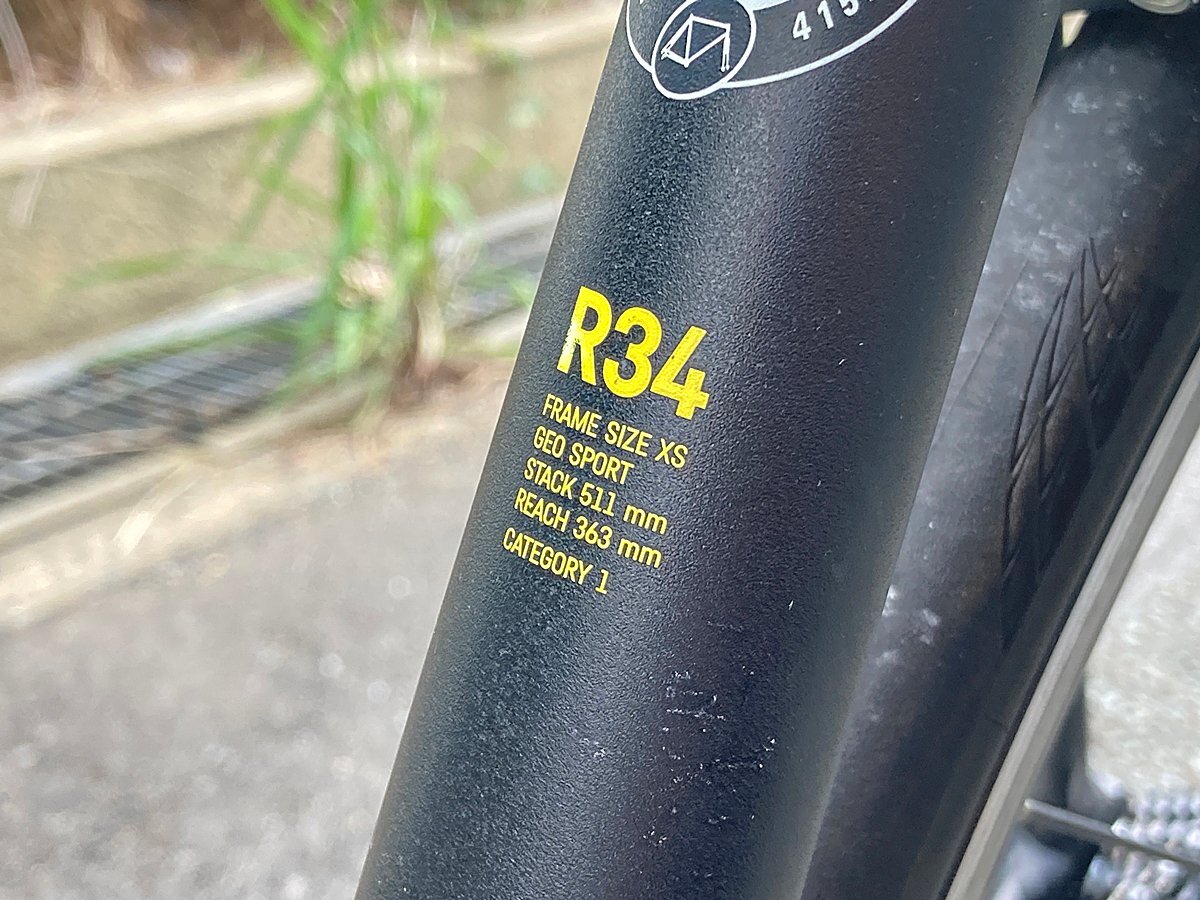 R34
FRAME SIZE XS
GEO SPORT
STACK 511 mm
REACH 363 mm
CATEGORY 1